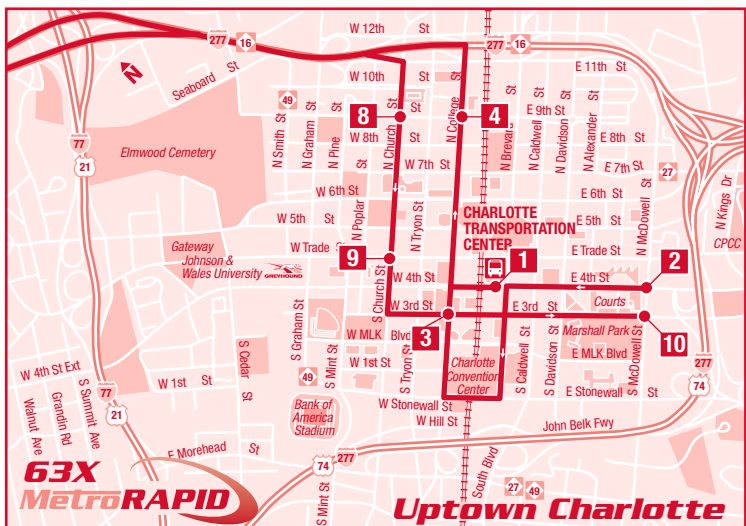 W 12th St
277
16
277
16
E 11th St
N
Seaboard St
W 10th St
49
8
4
N Smith St
N Graham St
N Pine St
N Church St
N College St
N Brevard St
N Caldwell St
N Davidson St
N Alexander St
E 9th St
W 8th St
E 8th St
77
21
Elmwood Cemetery
W 7th St
E 7th St
27
W 6th St
E 6th St
N Poplar St
N Tryon St
N McDowell St
N Kings Dr
CPCC
W 5th St
E 5th St
CHARLOTTE
TRANSPORTATION
CENTER
W Trade St
E Trade St
Gateway
Johnson &
Wales University
GREYHOUND
9
1
2
W 4th St
E 4th St
Courts
S Church St
W 3rd St
E 3rd St
3
10
S Graham St
S Mint St
W MLK Blvd
Marshall Park
E MLK Blvd
S Cedar St
W 4th St Ext
W 1st St
S Tryon St
Charlotte
Convention
Center
S Caldwell St
S Davidson St
S McDowell St
277
74
77
21
49
Walnut Ave
Grandin Rd
S Summit Ave
Bank of
America
Stadium
W Stonewall St
E Stonewall St
W Hill St
John Belk Fwy
E Morehead St
277
74
South Blvd
27
49
S Mint St
63X
MetroRAPID
Uptown Charlotte